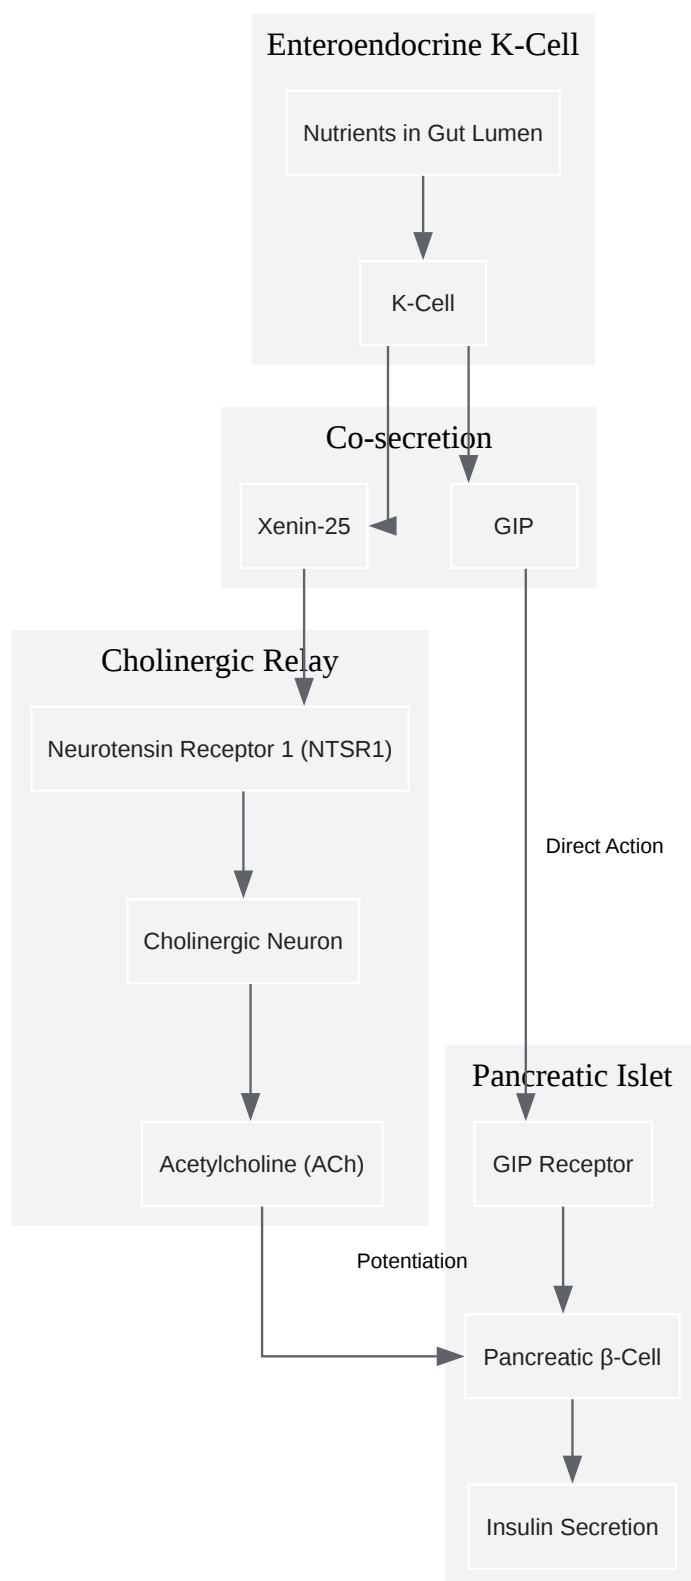 Enteroendocrine K-Cell
Nutrients in Gut Lumen
K-Cell
Co-secretion
Xenin-25
GIP
Cholinergic Relay
Neurotensin Receptor 1 (NTSR1)
Direct Action
Cholinergic Neuron
Pancreatic Islet
Acetylcholine (ACh)
GIP Receptor
Potentiation
Pancreatic β-Cell
Insulin Secretion